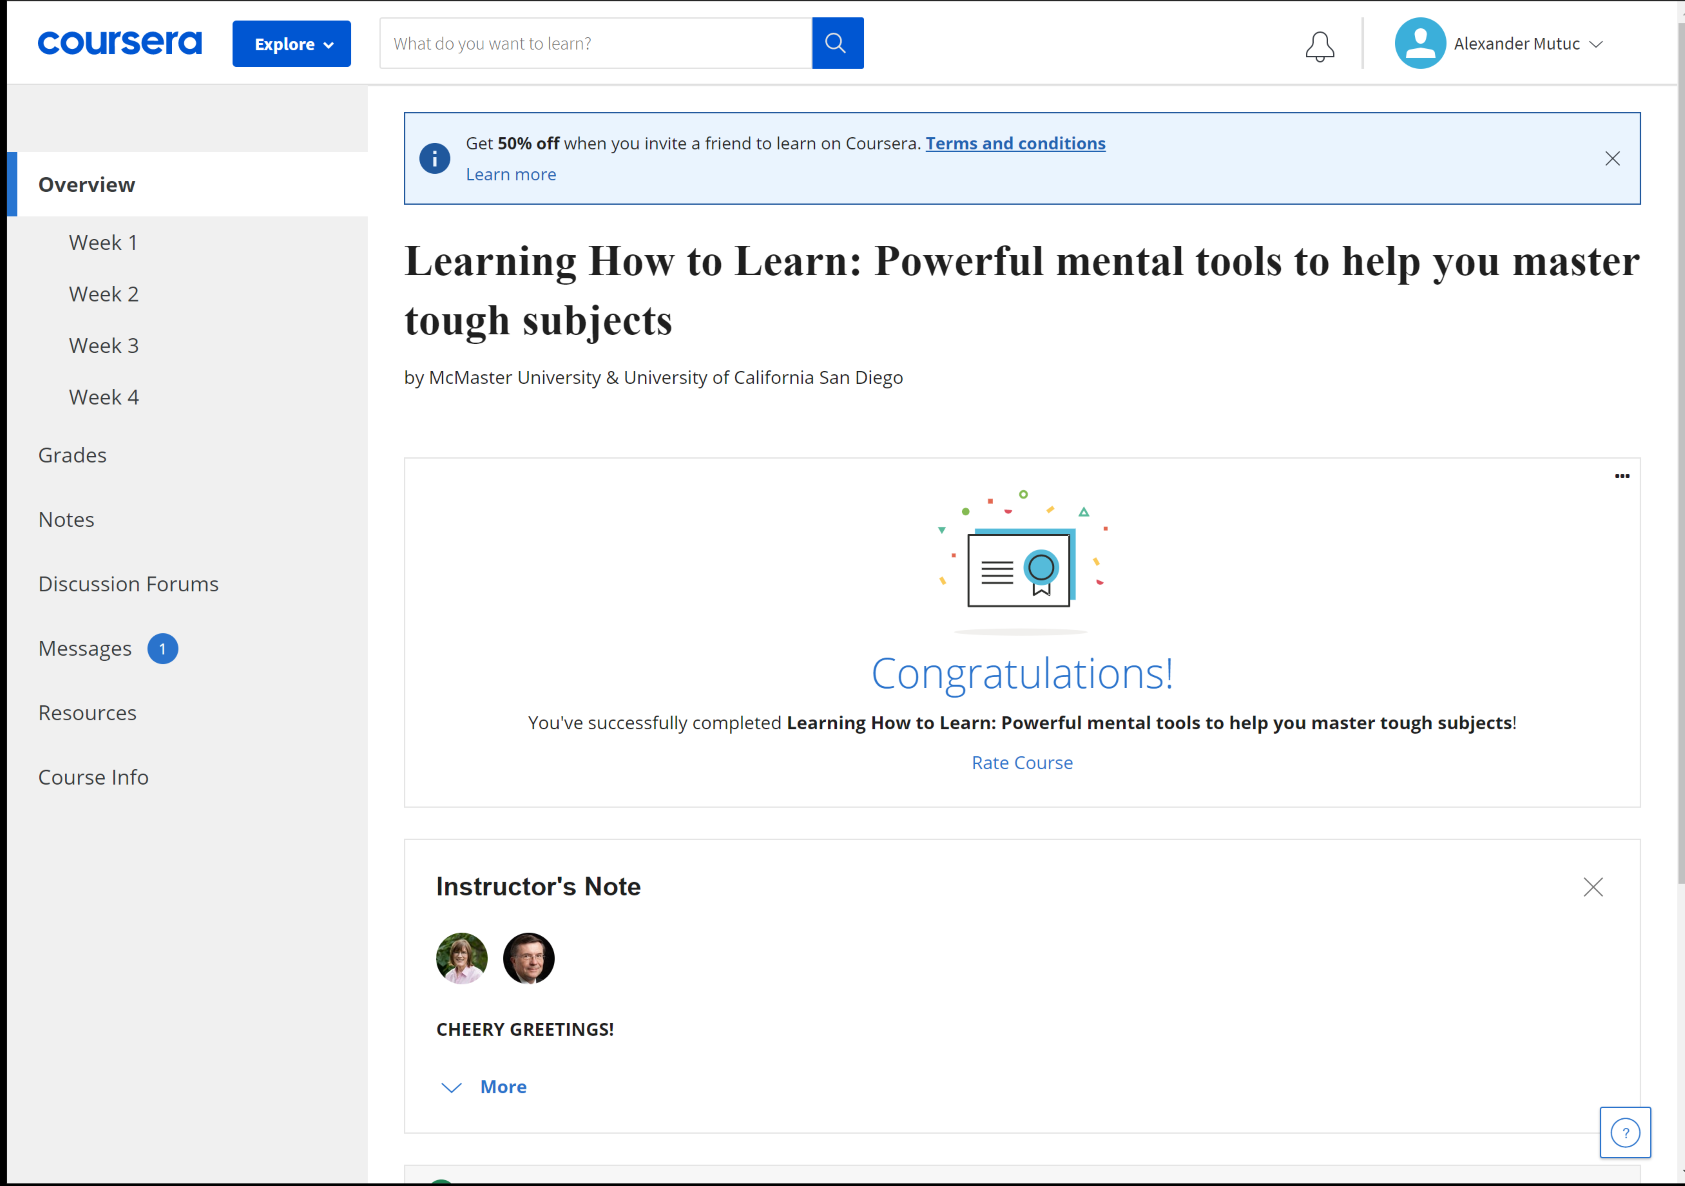 coursera
Explore
What do you want to learn?
Alexander Mutuc
Overview
Week 1
Week 2
Week 3
Week 4
Grades
Notes
Discussion Forums
Messages 1
Resources
Course Info
Get 50% off when you invite a friend to learn on Coursera. Terms and conditions
Learn more
Learning How to Learn: Powerful mental tools to help you master
tough subjects
by McMaster University & University of California San Diego
Congratulations!
You've successfully completed Learning How to Learn: Powerful mental tools to help you master tough subjects!
Rate Course
Instructor's Note
CHEERY GREETINGS!
More